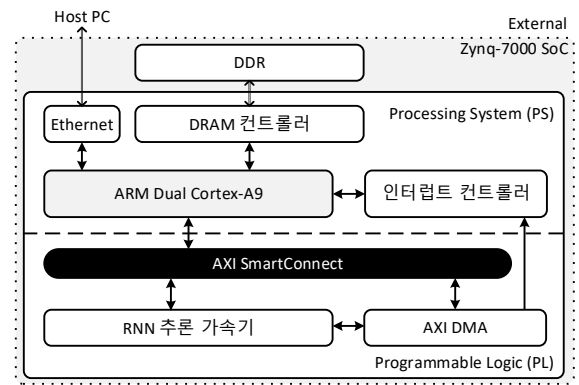 Host PC
External
Zynq-7000 SoC
DDR
Processing System (PS)
Ethernet
DRAM 컨트롤러
ARM Dual Cortex-A9
인터럽트 컨트롤러
AXI SmartConnect
RNN 추론 가속기
AXI DMA
Programmable Logic (PL)